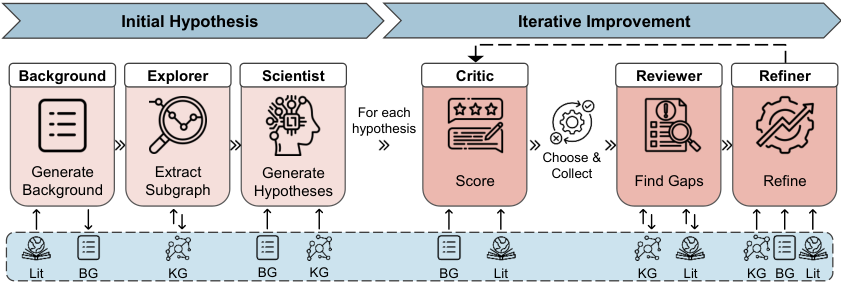 Initial Hypothesis
Iterative Improvement
Background
Generate
Background
Explorer
Extract
Subgraph
Scientist
Generate
Hypotheses
For each
hypothesis
Critic
Score
Choose &
Collect
Reviewer
Find Gaps
Refiner
Refine
Lit
BG
KG
BG
KG
BG
Lit
KG
Lit
KG
BG
Lit